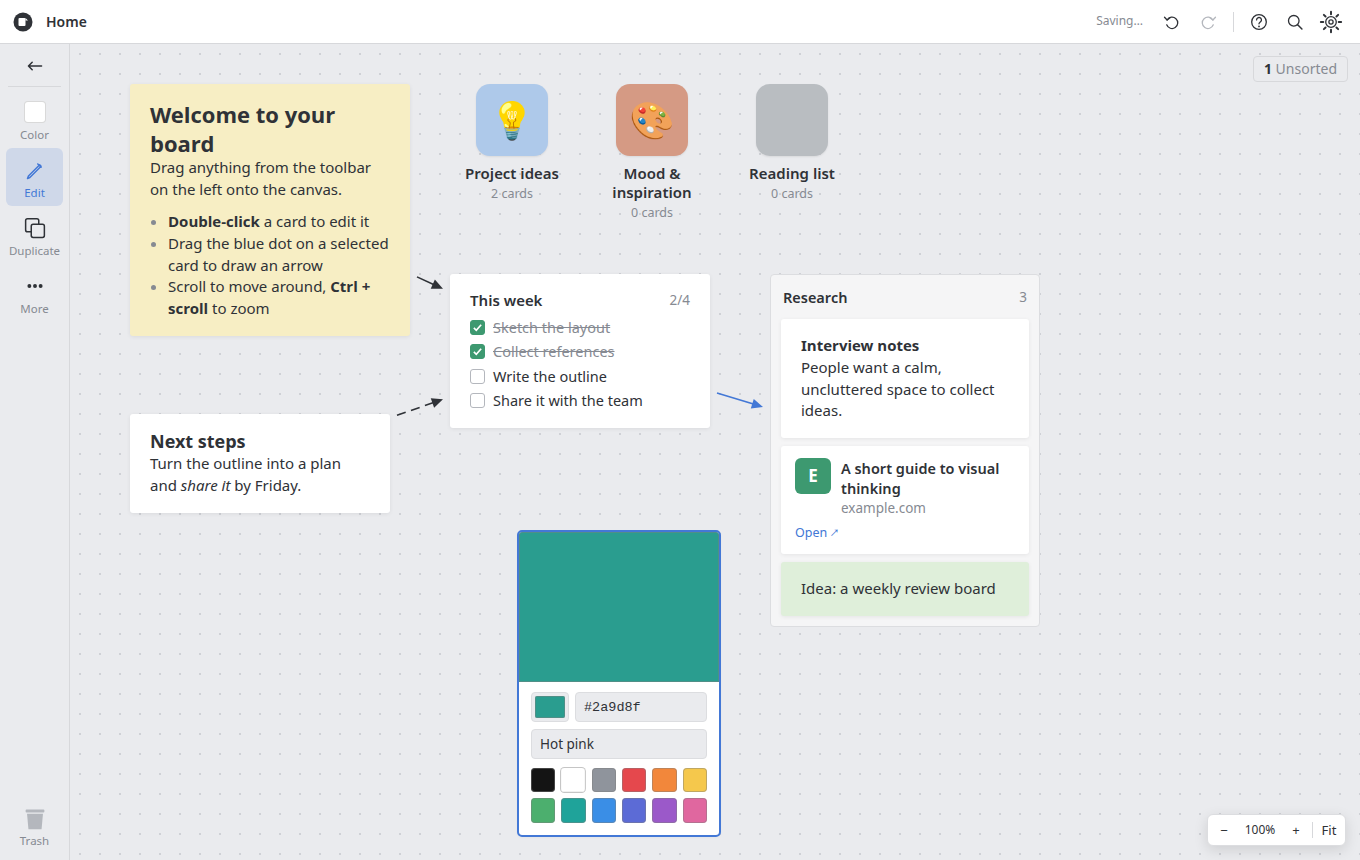 Home
Saving...
1 Unsorted
Color
Edit
Duplicate
More
Trash
Welcome to your
board
Drag anything from the toolbar
on the left onto the canvas.
Double-click a card to edit it
Drag the blue dot on a selected
card to draw an arrow
Scroll to move around, Ctrl +
scroll to zoom
Project ideas
2 cards
Mood &
inspiration
0 cards
Reading list
0 cards
This week
2/4
Sketch the layout
Collect references
Write the outline
Share it with the team
Next steps
Turn the outline into a plan
and share it by Friday.
Research
3
Interview notes
People want a calm,
uncluttered space to collect
ideas.
E
A short guide to visual
thinking
example.com
Open ↗
Idea: a weekly review board
#2a9d8f
Hot pink
− 100% + Fit